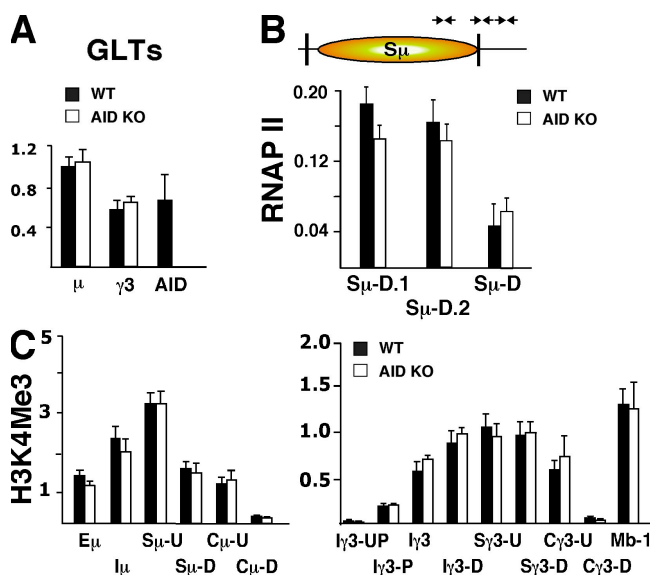 A
GLTs
WT
AID KO
1.2
0.8
0.4
μ γ3 AID
B
Sμ
WT
AID KO
RNAP II
0.20
0.12
0.04
Sμ-D.1 Sμ-D
Sμ-D.2
C
H3K4Me3
5
3
1
Eμ Sμ-U Cμ-U
Iμ Sμ-D Cμ-D
WT
AID KO
2.0
1.5
1.0
0.5
Iγ3-UP Iγ3 Sγ3-U Cγ3-U Mb-1
Iγ3-P Iγ3-D Sγ3-D Cγ3-D